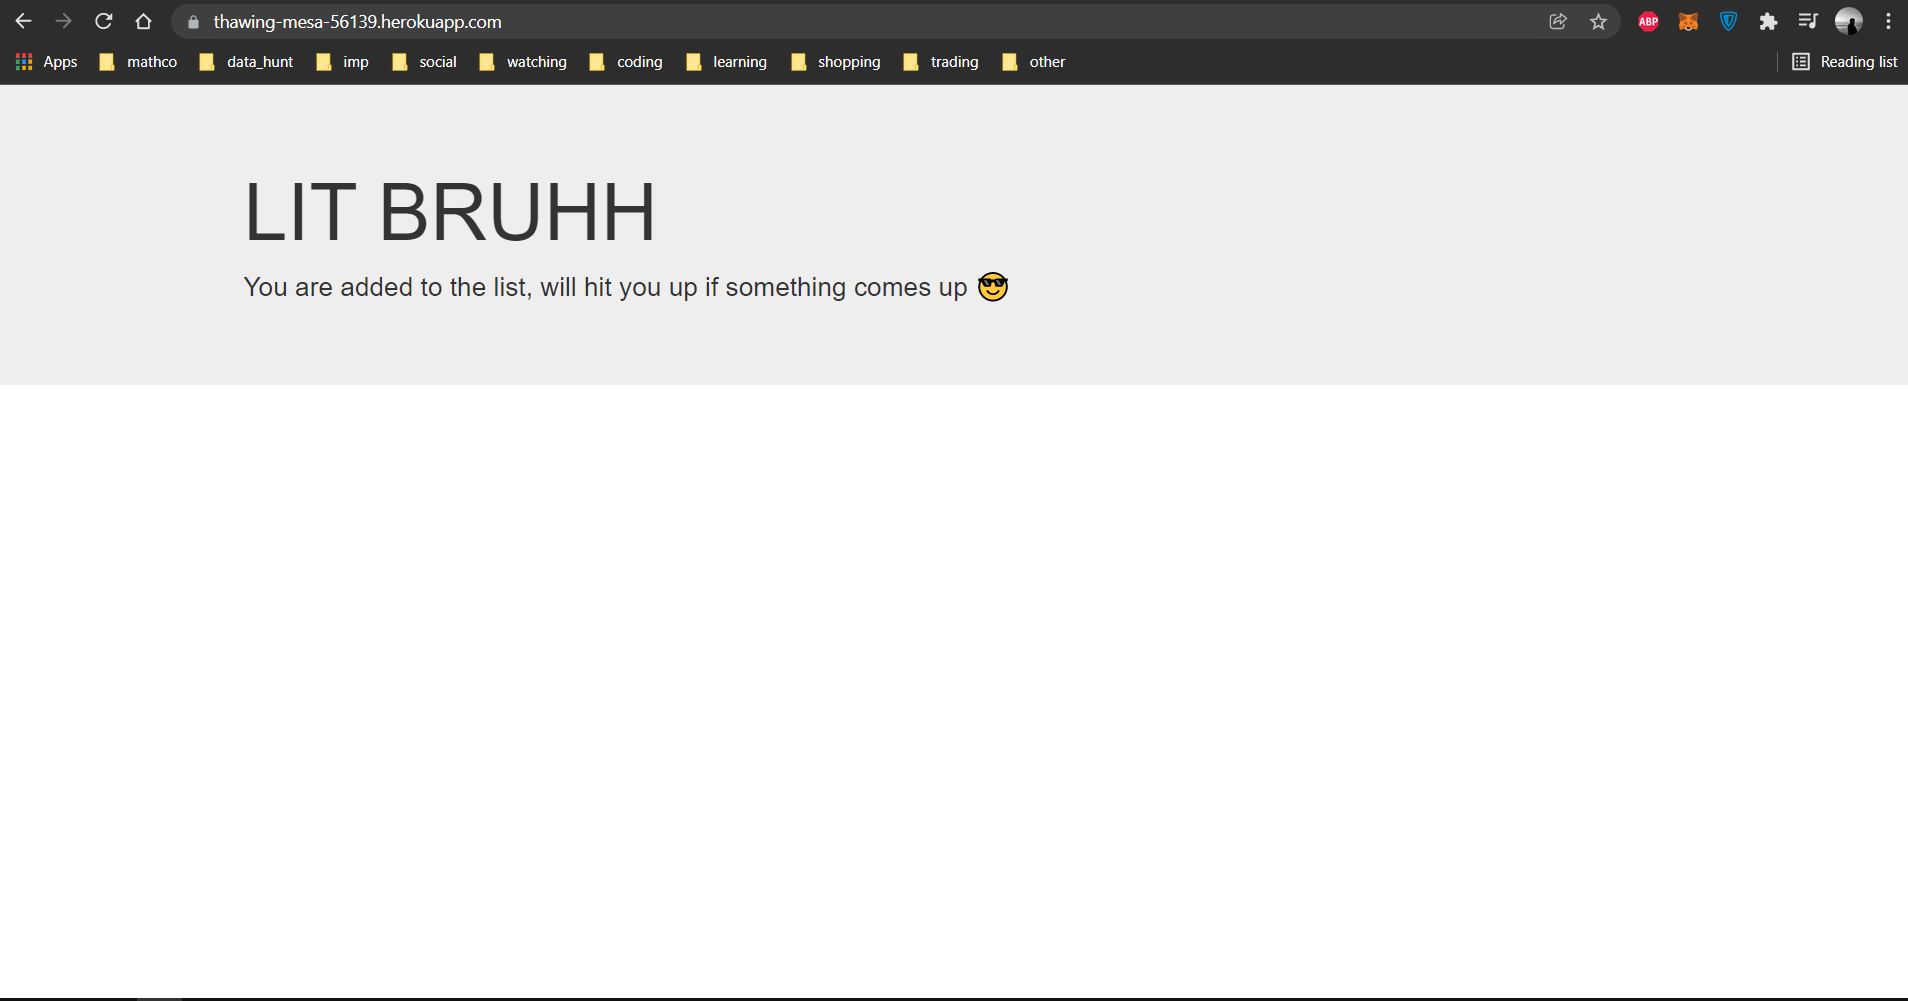 thawing-mesa-56139.herokuapp.com
ABP
Apps mathco data_hunt imp social watching coding learning shopping trading other Reading list
LIT BRUHH
You are added to the list, will hit you up if something comes up 😎